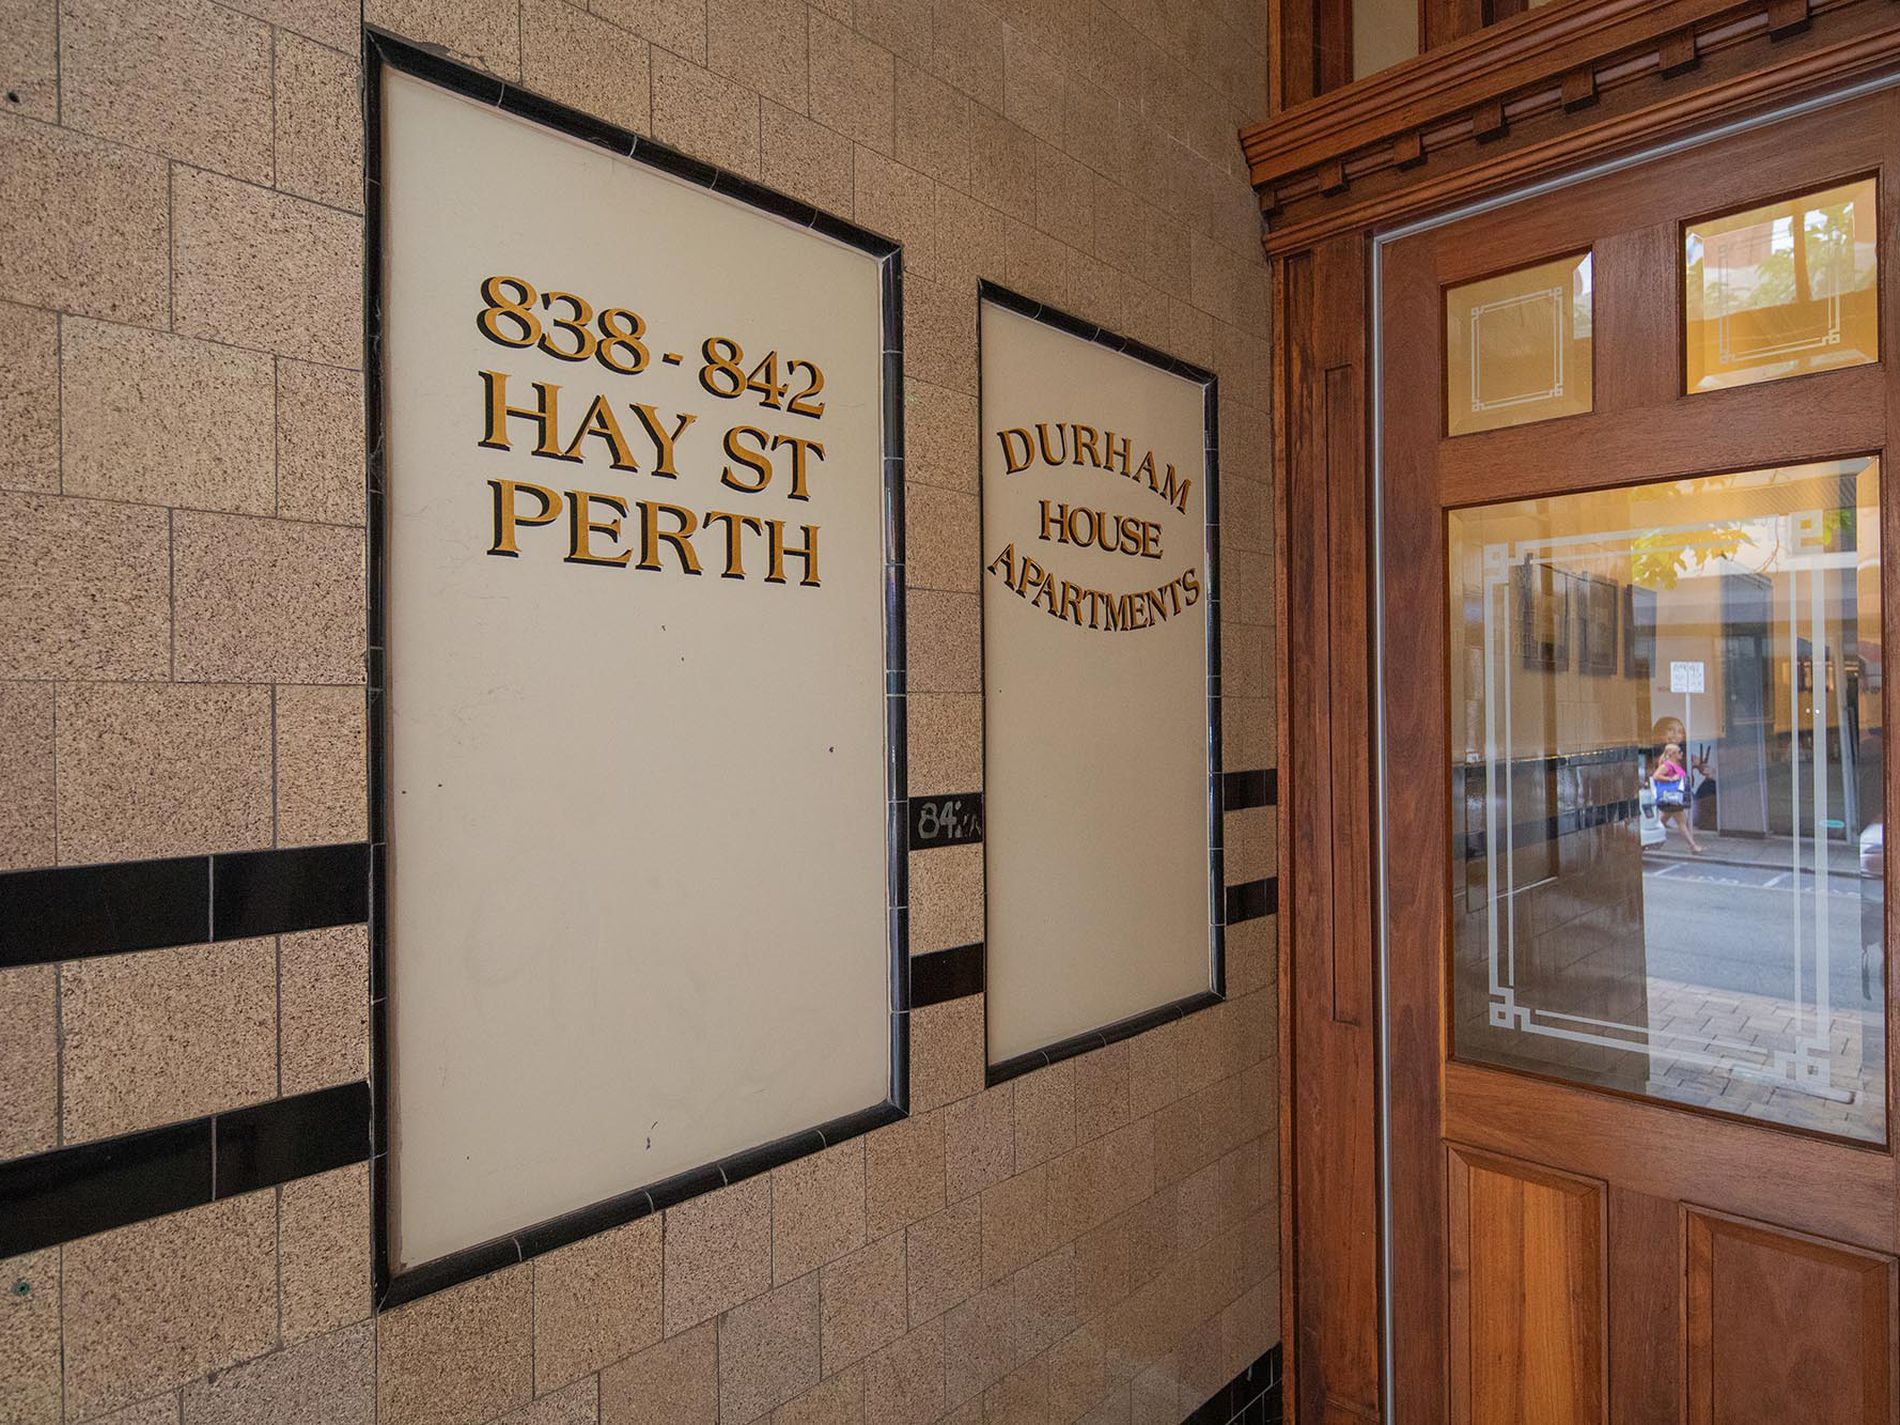 838 - 842
HAY ST
PERTH
DURHAM
HOUSE
APARTMENTS